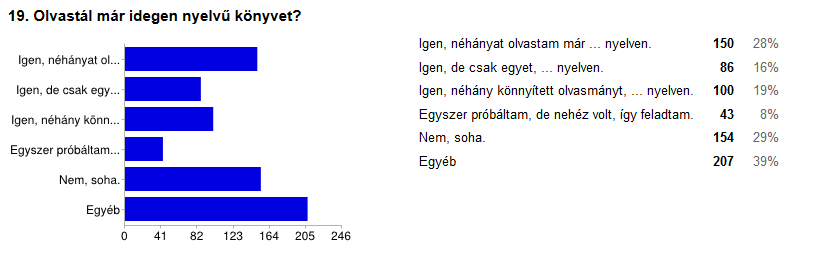 19. Olvastál már idegen nyelvű könyvet?
Igen, néhányat ol...
Igen, de csak egy...
Igen, néhány könn...
Egyszer próbáltam...
Nem, soha.
Egyéb
0 41 82 123 164 205 246
Igen, néhányat olvastam már ... nyelven. 150 28%
Igen, de csak egyet, ... nyelven. 86 16%
Igen, néhány könnyített olvasmányt, ... nyelven. 100 19%
Egyszer próbáltam, de nehéz volt, így feladtam. 43 8%
Nem, soha. 154 29%
Egyéb 207 39%